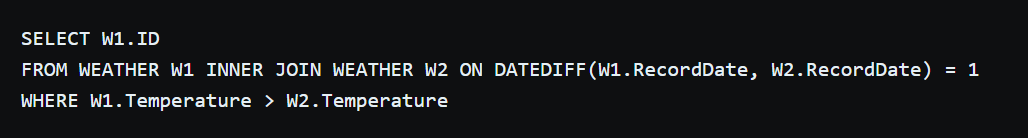 SELECT W1.ID
FROM WEATHER W1 INNER JOIN WEATHER W2 ON DATEDIFF(W1.RecordDate, W2.RecordDate) = 1
WHERE W1.Temperature > W2.Temperature